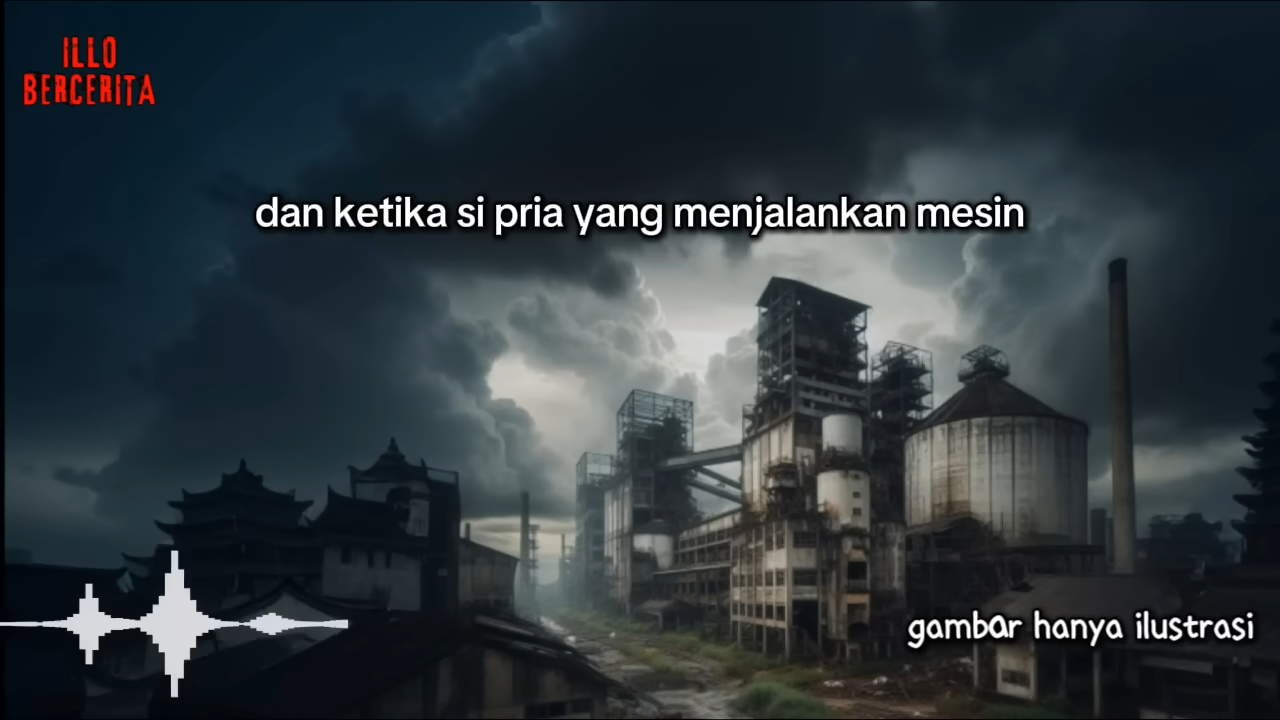 ILLO
BERCERITA
dan ketika si pria yang menjalankan mesin
gambar hanya ilustrasi